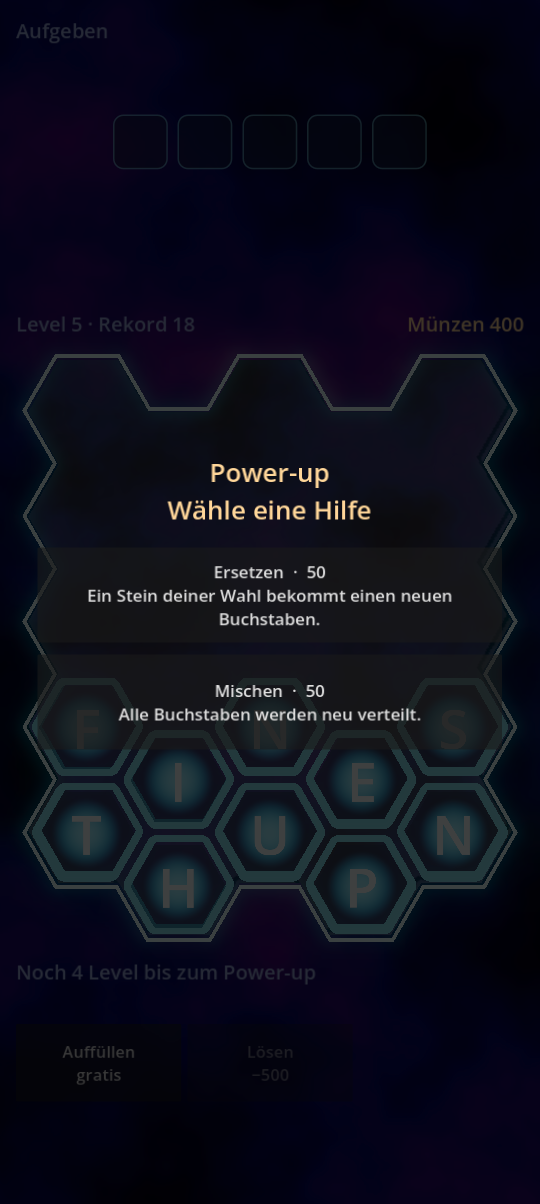 Aufgeben
Level 5 · Rekord 18
Münzen 400
Power-up
Wähle eine Hilfe
Ersetzen · 50
Ein Stein deiner Wahl bekommt einen neuen
Buchstaben.
Mischen · 50
Alle Buchstaben werden neu verteilt.
F N S
I E
T U N
H P
Noch 4 Level bis zum Power-up
Auffüllen
gratis
Lösen
−500